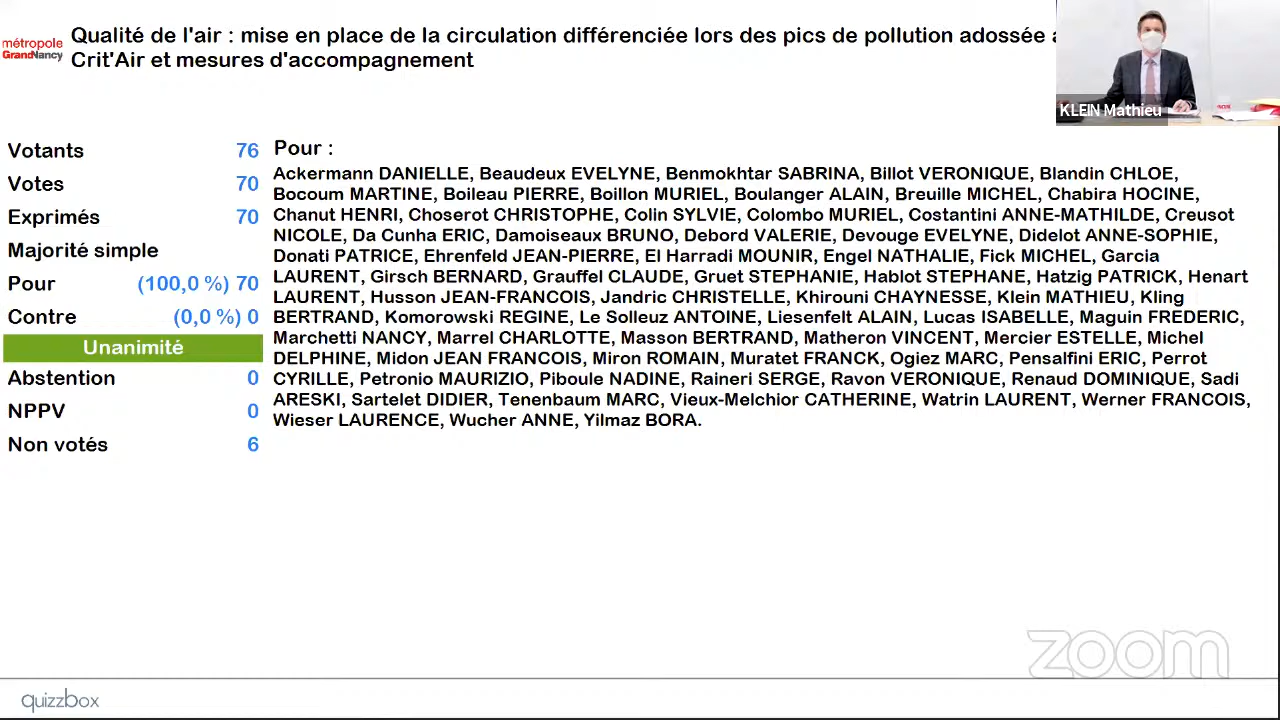 métropole
GrandNancy
Qualité de l'air : mise en place de la circulation différenciée lors des pics de pollution adossée
Crit'Air et mesures d'accompagnement
KLEIN Mathieu
Votants 76
Votes 70
Exprimés 70
Majorité simple
Pour (100,0 %) 70
Contre (0,0 %) 0
Unanimité
Abstention 0
NPPV 0
Non votés 6
Pour :
Ackermann DANIELLE, Beaudeux EVELYNE, Benmokhtar SABRINA, Billot VERONIQUE, Blandin CHLOE,
Bocoum MARTINE, Boileau PIERRE, Boillon MURIEL, Boulanger ALAIN, Breuille MICHEL, Chabira HOCINE,
Chanut HENRI, Choserot CHRISTOPHE, Colin SYLVIE, Colombo MURIEL, Costantini ANNE-MATHILDE, Creusot
NICOLE, Da Cunha ERIC, Damoiseaux BRUNO, Debord VALERIE, Devouge EVELYNE, Didelot ANNE-SOPHIE,
Donati PATRICE, Ehrenfeld JEAN-PIERRE, El Harradi MOUNIR, Engel NATHALIE, Fick MICHEL, Garcia
LAURENT, Girsch BERNARD, Grauffel CLAUDE, Gruet STEPHANIE, Hablot STEPHANE, Hatzig PATRICK, Henart
LAURENT, Husson JEAN-FRANCOIS, Jandric CHRISTELLE, Khirouni CHAYNESSE, Klein MATHIEU, Kling
BERTRAND, Komorowski REGINE, Le Solleuz ANTOINE, Liesenfelt ALAIN, Lucas ISABELLE, Maguin FREDERIC,
Marchetti NANCY, Marrel CHARLOTTE, Masson BERTRAND, Matheron VINCENT, Mercier ESTELLE, Michel
DELPHINE, Midon JEAN FRANCOIS, Miron ROMAIN, Muratet FRANCK, Ogiez MARC, Pensalfini ERIC, Perrot
CYRILLE, Petronio MAURIZIO, Piboule NADINE, Raineri SERGE, Ravon VERONIQUE, Renaud DOMINIQUE, Sadi
ARESKI, Sartelet DIDIER, Tenenbaum MARC, Vieux-Melchior CATHERINE, Watrin LAURENT, Werner FRANCOIS,
Wieser LAURENCE, Wucher ANNE, Yilmaz BORA.
zoom
quizzbox